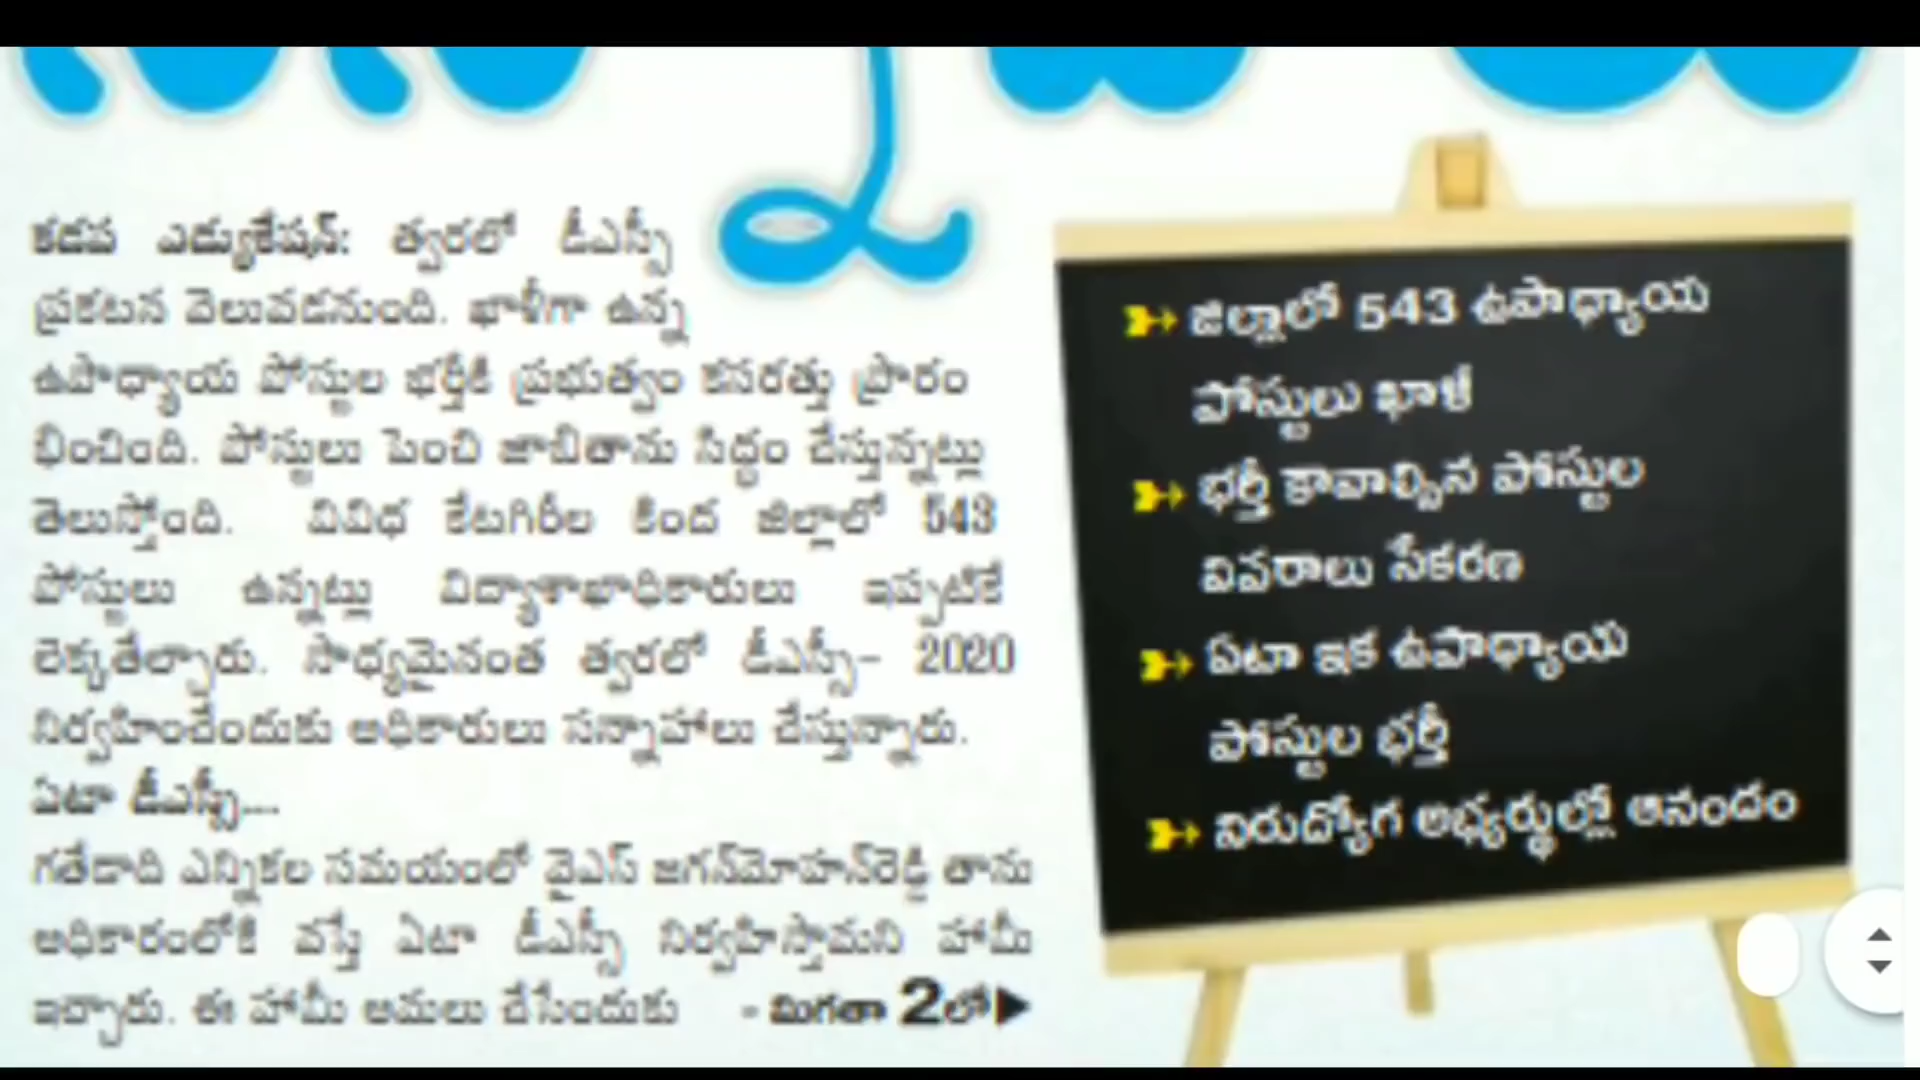 కడప ఎడ్యుకేషన్: త్వరలో డీఎస్సీ
ప్రకటన వెలువడనుంది. ఖాళీగా ఉన్న
ఉపాధ్యాయ పోస్టుల భర్తీకి ప్రభుత్వం కసరత్తు ప్రారం
భించింది. పోస్టులు పెంచి జాబితాను సిద్ధం చేస్తున్నట్లు
తెలుస్తోంది. వివిధ కేటగిరీల కింద జిల్లాలో 543
పోస్టులు ఉన్నట్లు విద్యాశాఖాధికారులు ఇప్పటికే
లెక్కతేల్చారు. సాధ్యమైనంత త్వరలో డీఎస్సీ- 2020
నిర్వహించేందుకు అధికారులు సన్నాహాలు చేస్తున్నారు.
ఏటా డీఎస్సీ...
గతేడాది ఎన్నికల సమయంలో వైఎస్ జగన్‌మోహన్‌రెడ్డి తాను
అధికారంలోకి వస్తే ఏటా డీఎస్సీ నిర్వహిస్తామని హామీ
ఇచ్చారు. ఈ హామీ అమలు చేసేందుకు - మిగతా 2లో▶
జిల్లాలో 543 ఉపాధ్యాయ
పోస్టులు ఖాళీ
భర్తీ కావాల్సిన పోస్టుల
వివరాలు సేకరణ
ఏటా ఇక ఉపాధ్యాయ
పోస్టుల భర్తీ
నిరుద్యోగ అభ్యర్థుల్లో ఆనందం